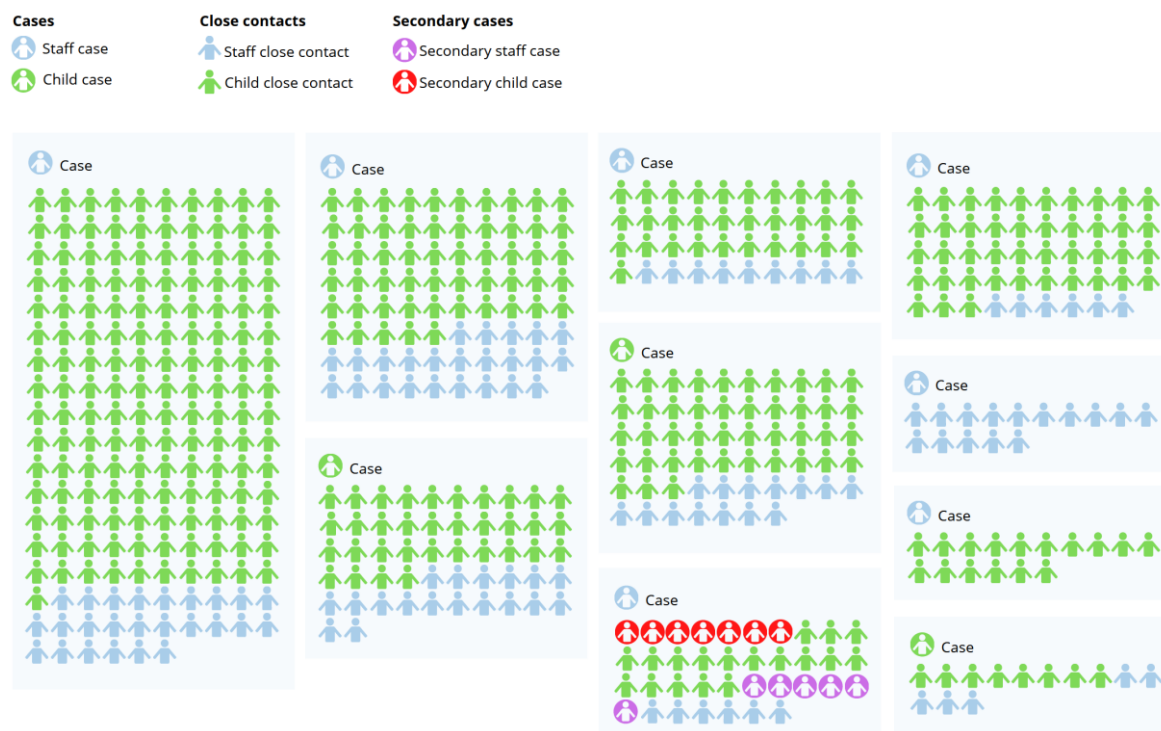 Cases
Staff case
Child case
Close contacts
Staff close contact
Child close contact
Secondary cases
Secondary staff case
Secondary child case
Case
Case
Case
Case
Case
Case
Case
Case
Case
Case